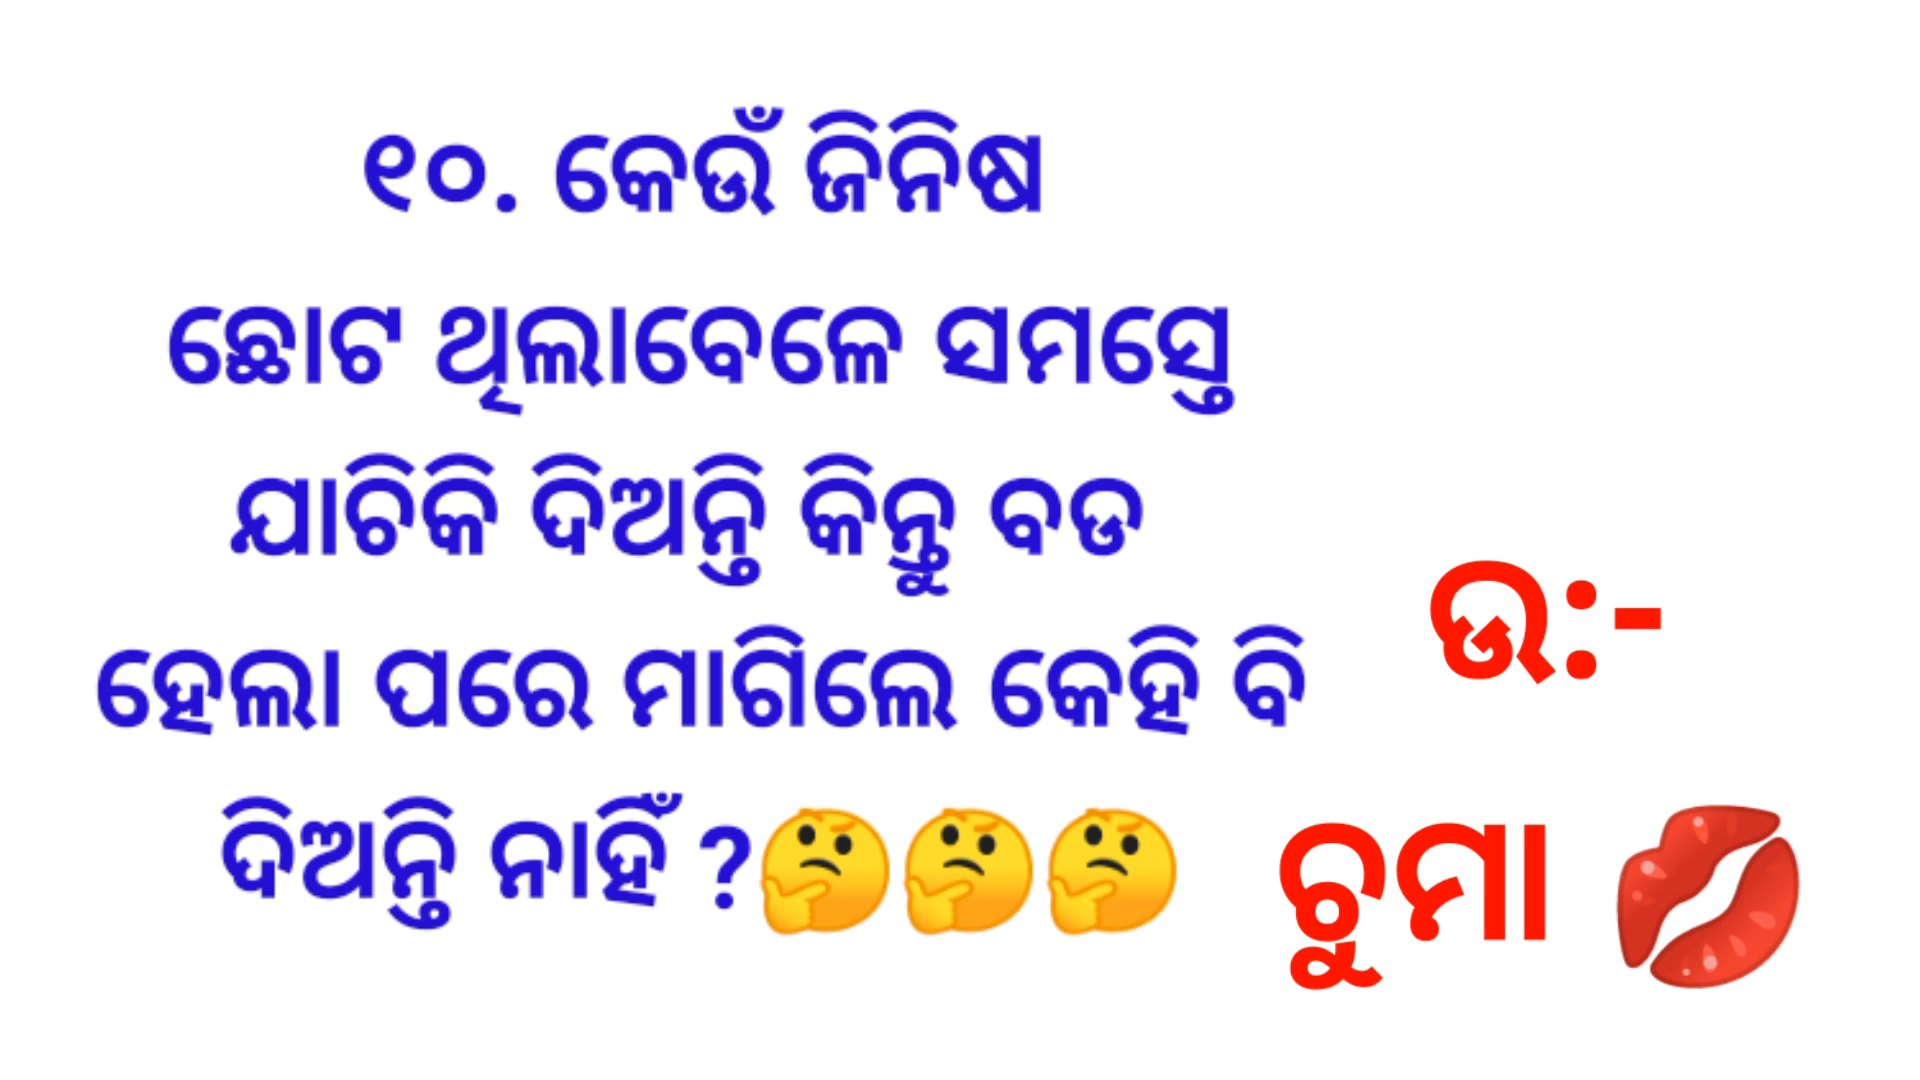 ୧୦. କେଉଁ ଜିନିଷ
ଛୋଟ ଥିଲାବେଳେ ସମସ୍ତେ
ଯାଚିକି ଦିଅନ୍ତି କିନ୍ତୁ ବଡ
ହେଲା ପରେ ମାଗିଲେ କେହି ବି
ଦିଅନ୍ତି ନାହିଁ ?🤔🤔🤔
ଉ:-
ଚୁମା 💋